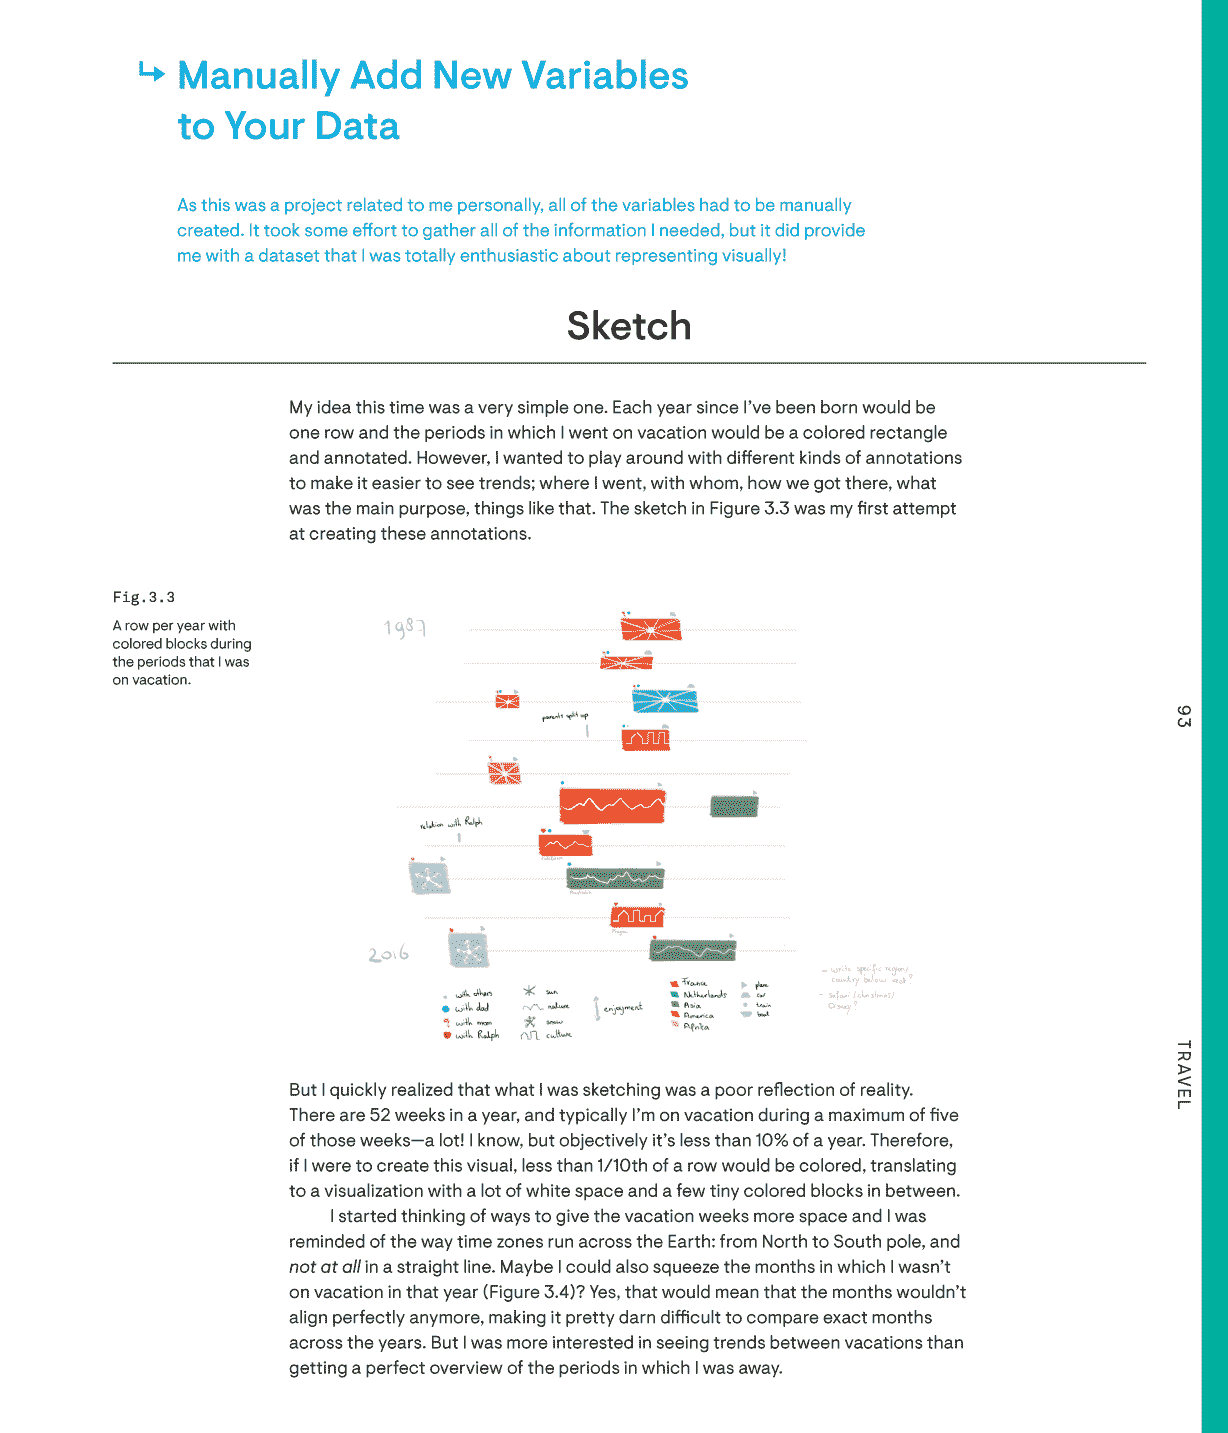 ↳ Manually Add New Variables
to Your Data
As this was a project related to me personally, all of the variables had to be manually
created. It took some effort to gather all of the information I needed, but it did provide
me with a dataset that I was totally enthusiastic about representing visually!
Sketch
My idea this time was a very simple one. Each year since I've been born would be
one row and the periods in which I went on vacation would be a colored rectangle
and annotated. However, I wanted to play around with different kinds of annotations
to make it easier to see trends; where I went, with whom, how we got there, what
was the main purpose, things like that. The sketch in Figure 3.3 was my first attempt
at creating these annotations.
Fig.3.3
A row per year with
colored blocks during
the periods that I was
on vacation.
1987
parents split up
relation with Ralph
Prague
2016
with others
with dad
with mom
with Ralph
sun
nature
snow
culture
enjoyment
France
Netherlands
Asia
America
Afrika
plane
car
train
boat
– write specific region/
country below rect?
– safari/christmas/
Disney?
But I quickly realized that what I was sketching was a poor reflection of reality.
There are 52 weeks in a year, and typically I'm on vacation during a maximum of five
of those weeks—a lot! I know, but objectively it's less than 10% of a year. Therefore,
if I were to create this visual, less than 1/10th of a row would be colored, translating
to a visualization with a lot of white space and a few tiny colored blocks in between.
I started thinking of ways to give the vacation weeks more space and I was
reminded of the way time zones run across the Earth: from North to South pole, and
not at all in a straight line. Maybe I could also squeeze the months in which I wasn't
on vacation in that year (Figure 3.4)? Yes, that would mean that the months wouldn't
align perfectly anymore, making it pretty darn difficult to compare exact months
across the years. But I was more interested in seeing trends between vacations than
getting a perfect overview of the periods in which I was away.
93
TRAVEL